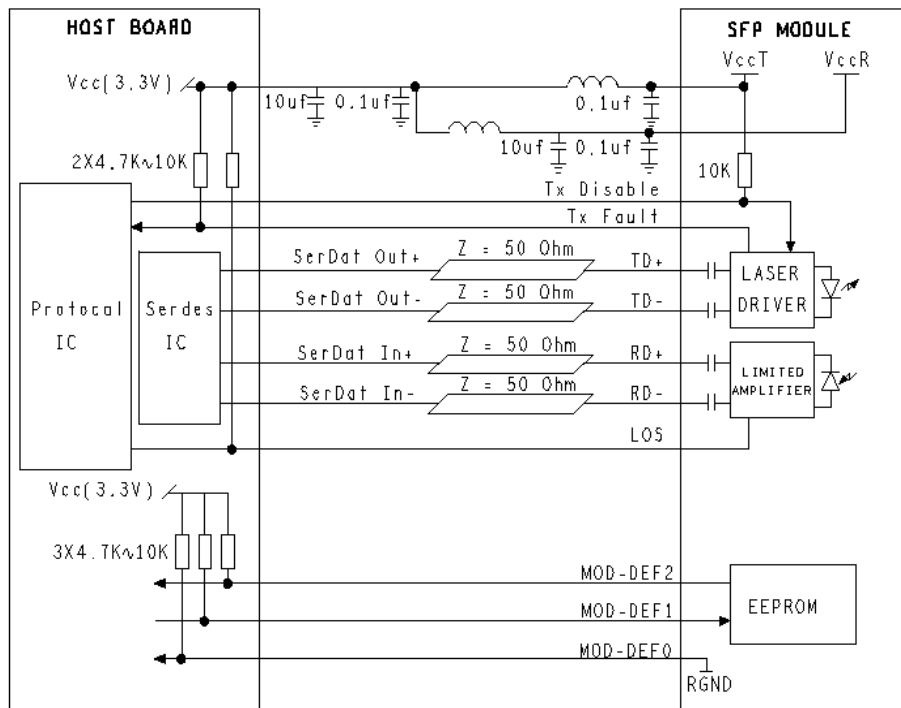 HOST BOARD
SFP MODULE
VccT
VccR
Vcc(3.3V)
10uf
0.1uf
0.1uf
10uf
0.1uf
2X4.7K~10K
10K
Tx Disable
Tx Fault
SerDat Out+
Z = 50 Ohm
TD+
SerDat Out-
Z = 50 Ohm
TD-
LASER
DRIVER
Protocal
IC
Serdes
IC
SerDat In+
Z = 50 Ohm
RD+
SerDat In-
Z = 50 Ohm
RD-
LIMITED
AMPLIFIER
LOS
Vcc(3.3V)
3X4.7K~10K
MOD-DEF2
MOD-DEF1
EEPROM
MOD-DEF0
RGND